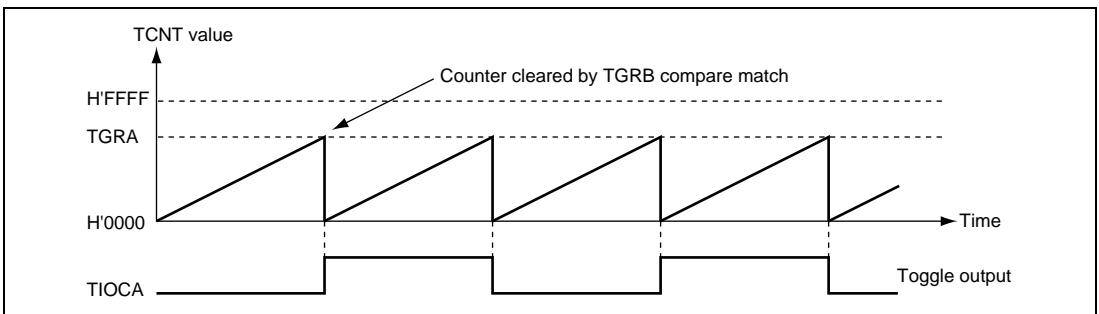 TCNT value
Counter cleared by TGRB compare match
H'FFFF
TGRA
H'0000
Time
Toggle output
TIOCA